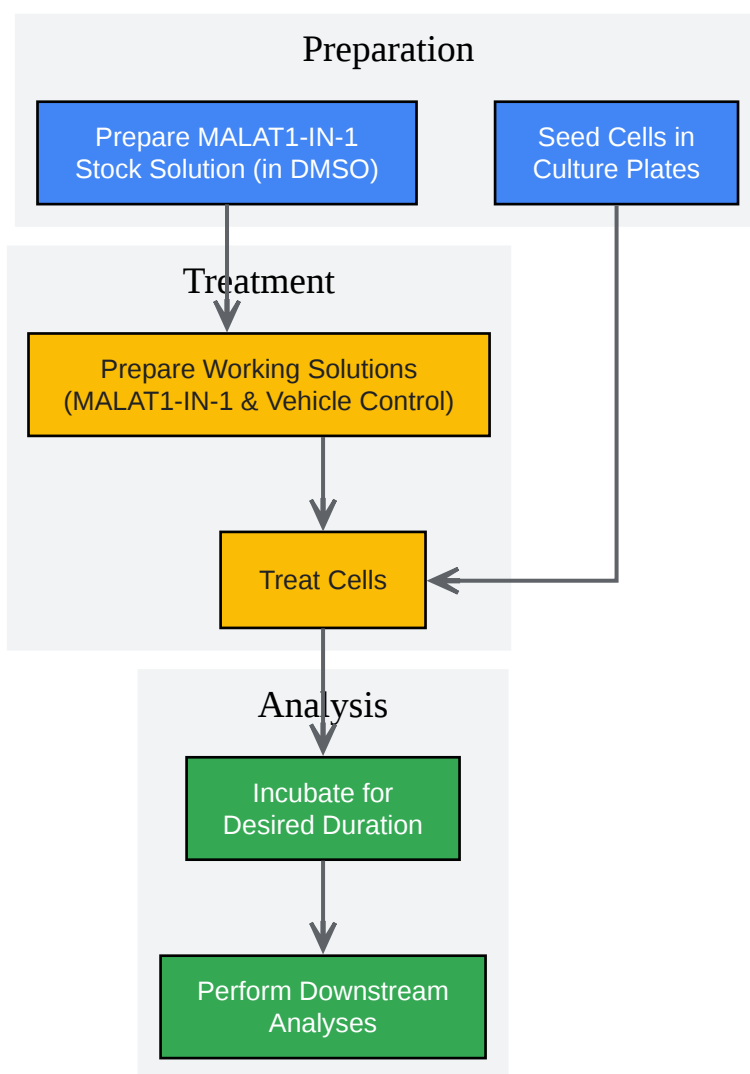 Preparation
Prepare MALAT1-IN-1
Stock Solution (in DMSO)
Seed Cells in
Culture Plates
Treatment
Prepare Working Solutions
(MALAT1-IN-1 & Vehicle Control)
Treat Cells
Analysis
Incubate for
Desired Duration
Perform Downstream
Analyses